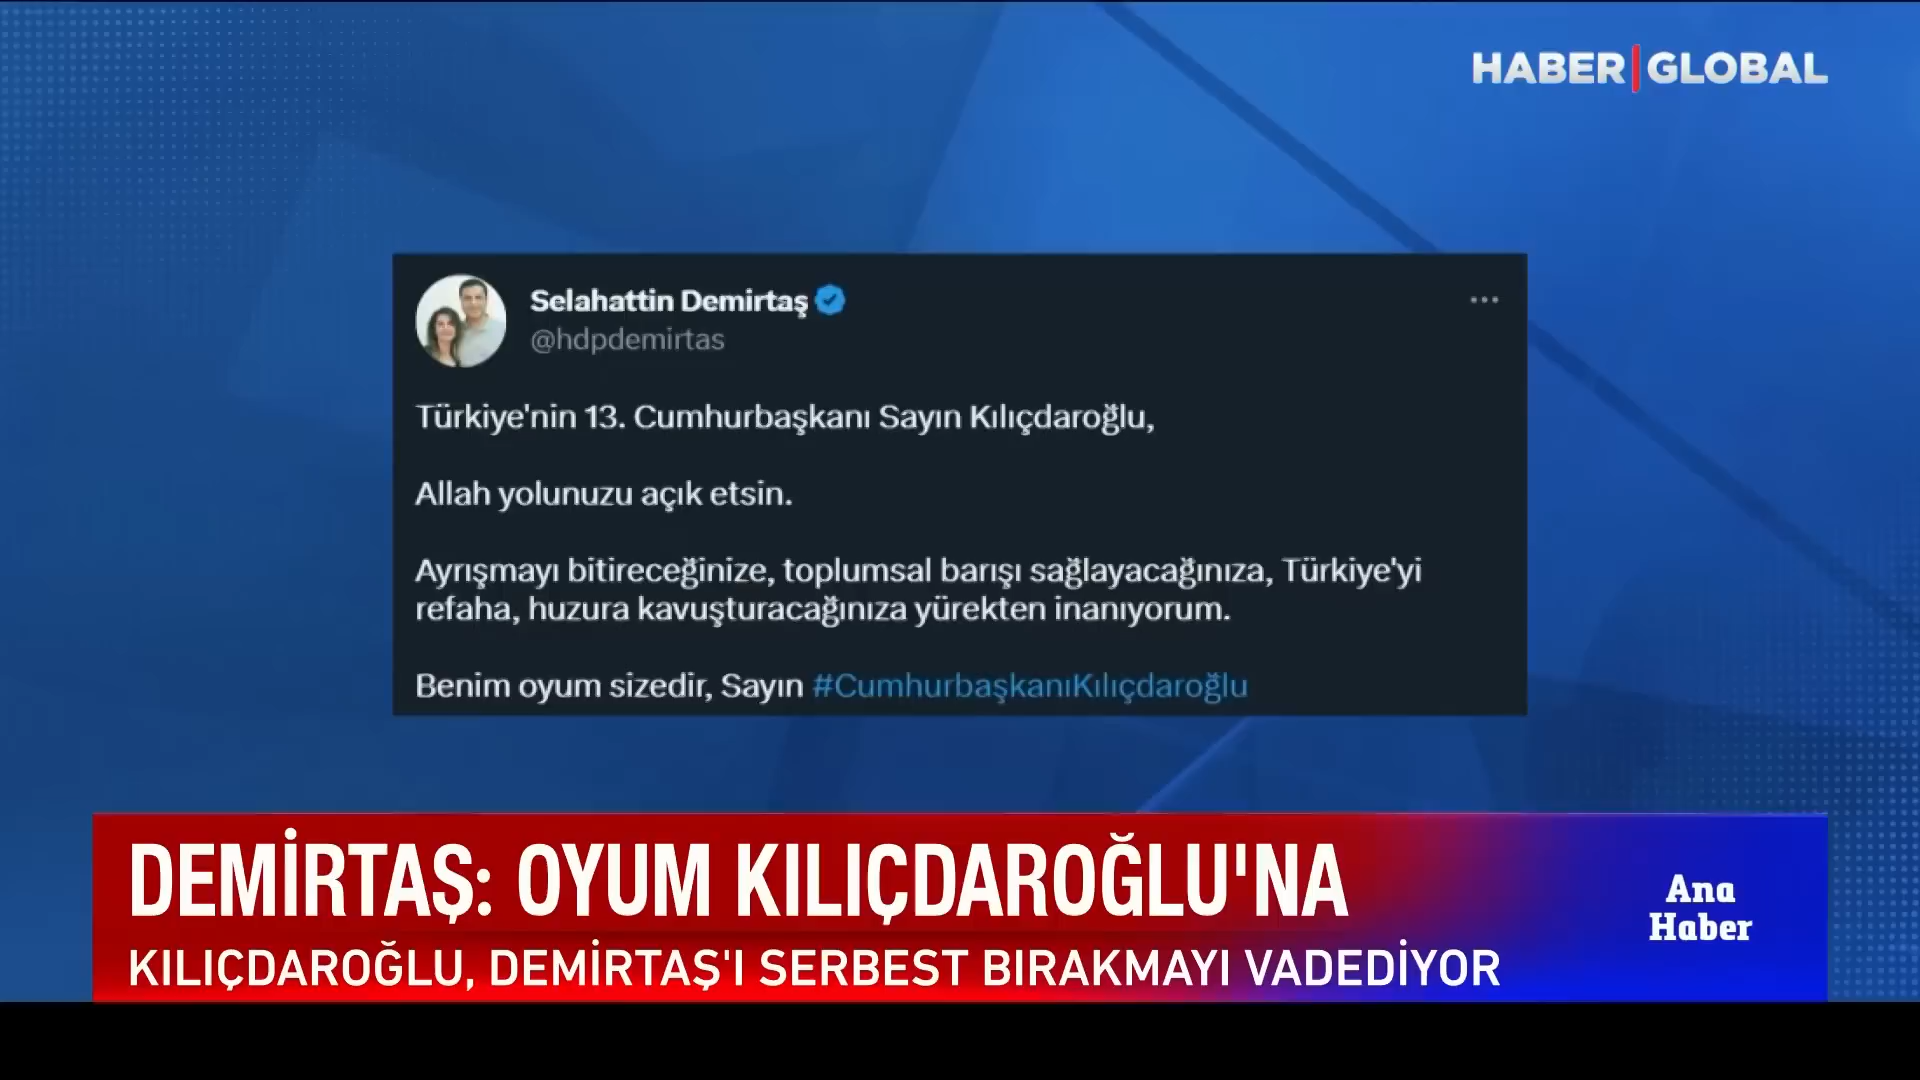 HABER|GLOBAL
Selahattin Demirtaş
@hdpdemirtas
Türkiye'nin 13. Cumhurbaşkanı Sayın Kılıçdaroğlu,
Allah yolunuzu açık etsin.
Ayrışmayı bitireceğinize, toplumsal barışı sağlayacağınıza, Türkiye'yi
refaha, huzura kavuşturacağınıza yürekten inanıyorum.
Benim oyum sizedir, Sayın #CumhurbaşkanıKılıçdaroğlu
DEMİRTAŞ: OYUM KILIÇDAROĞLU'NA
KILIÇDAROĞLU, DEMİRTAŞ'I SERBEST BIRAKMAYI VADEDİYOR
Ana
Haber